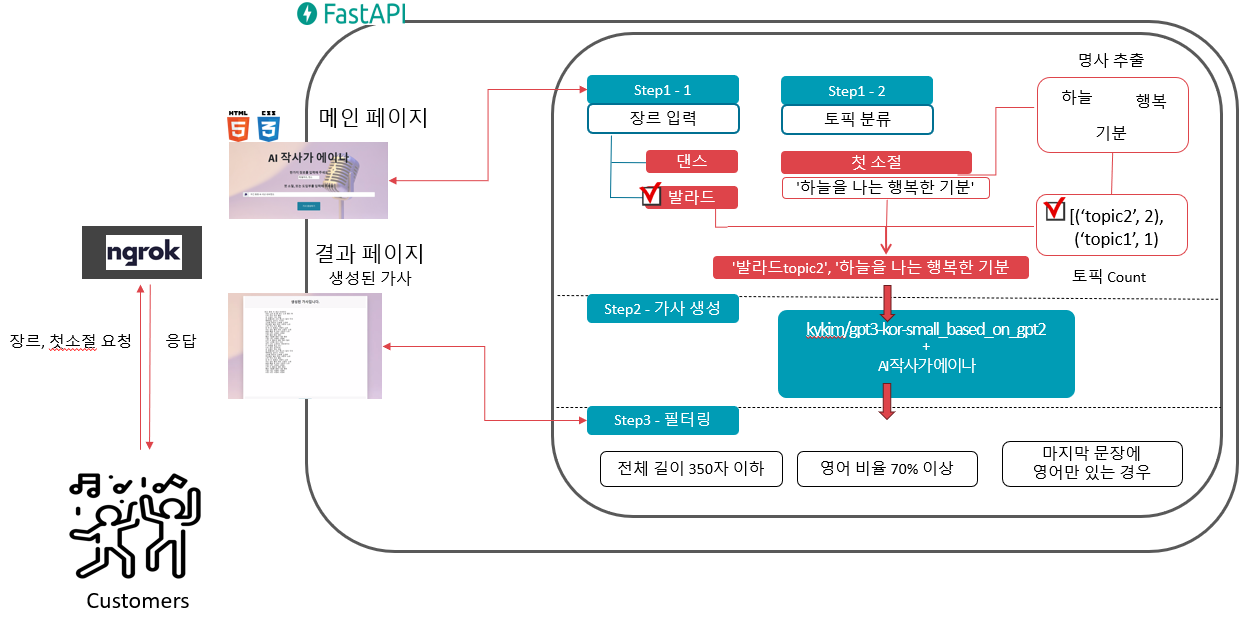 FastAPI
HTML
CSS
메인 페이지
AI 작사가 에이나
결과 페이지
생성된 가사
ngrok
장르, 첫소절 요청
응답
Customers
Step1 - 1
장르 입력
댄스
발라드
Step1 - 2
토픽 분류
첫 소절
'하늘을 나는 행복한 기분'
명사 추출
하늘
행복
기분
[('topic2', 2),
('topic1', 1)
토픽 Count
'발라드topic2', '하늘을 나는 행복한 기분
Step2 - 가사 생성
kykim/gpt3-kor-small_based_on_gpt2
+
AI작사가에이나
Step3 - 필터링
전체 길이 350자 이하
영어 비율 70% 이상
마지막 문장에
영어만 있는 경우